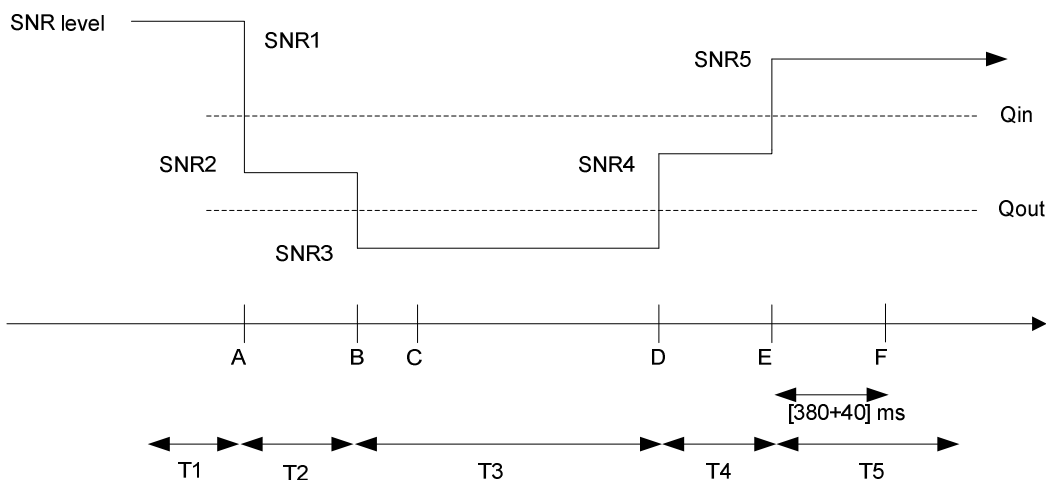 SNR level
SNR1
SNR5
Qin
SNR2
SNR4
Qout
SNR3
A
B
C
D
E
F
[380+40] ms
T1
T2
T3
T4
T5